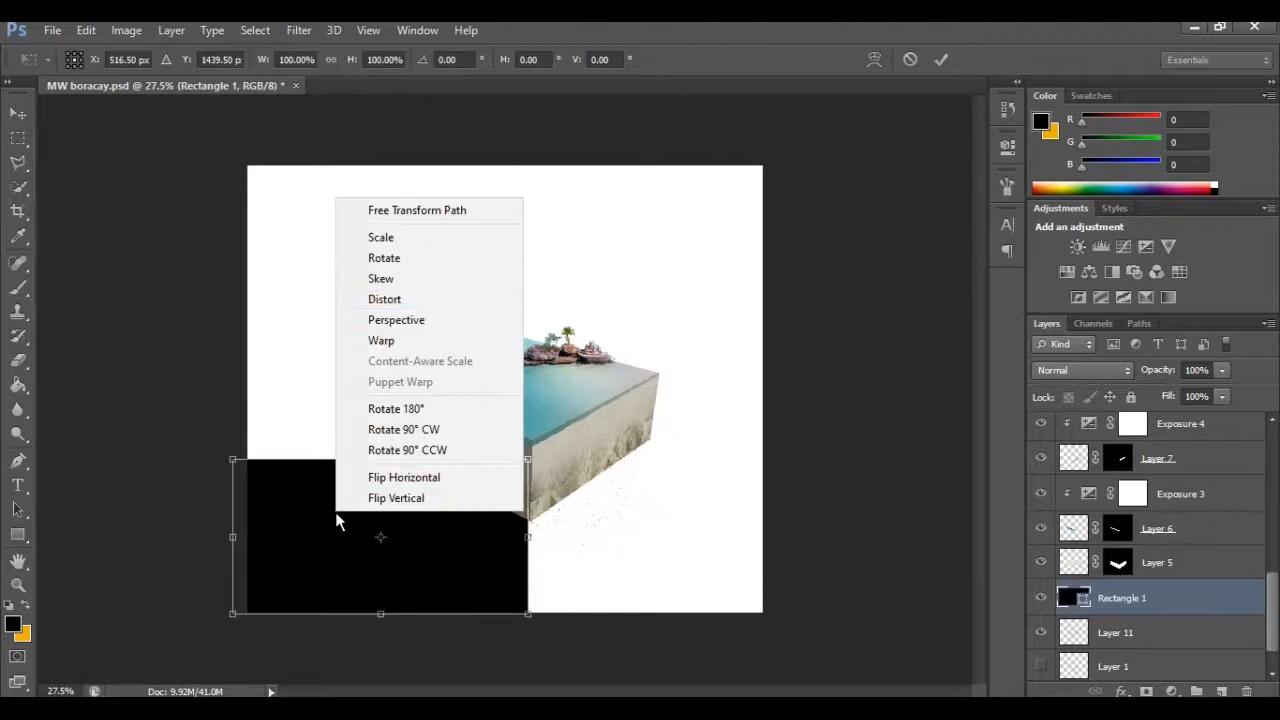 Ps File Edit Image Layer Type Select Filter 3D View Window Help
X: 516.50 px Y: 1439.50 px W: 100.00% H: 100.00% 0.00 ° H: 0.00 ° V: 0.00 ° Essentials
MW boracay.psd @ 27.5% (Rectangle 1, RGB/8) * ×
Color Swatches
R 0
G 0
B 0
Adjustments Styles
Add an adjustment
Free Transform Path
Scale
Rotate
Skew
Distort
Perspective
Warp
Content-Aware Scale
Puppet Warp
Rotate 180°
Rotate 90° CW
Rotate 90° CCW
Flip Horizontal
Flip Vertical
Layers Channels Paths
Kind
Normal Opacity: 100%
Lock: Fill: 100%
Exposure 4
Layer 7
Exposure 3
Layer 6
Layer 5
Rectangle 1
Layer 11
Layer 1
27.5% Doc: 9.92M/41.0M